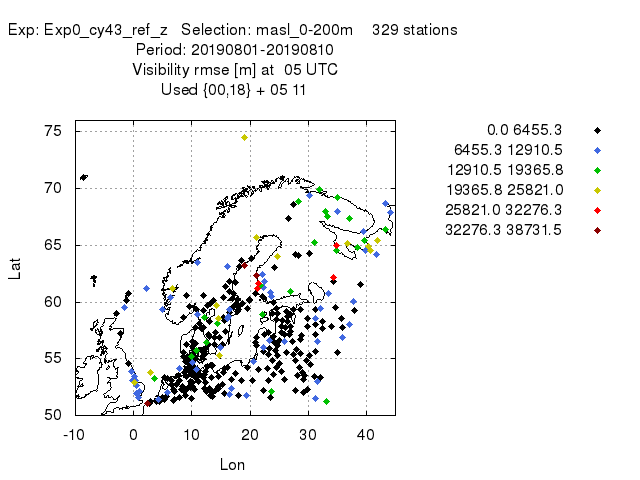 Exp: Exp0_cy43_ref_z Selection: masl_0-200m 329 stations
Period: 20190801-20190810
Visibility rmse [m] at 05 UTC
Used {00,18} + 05 11
0.0 6455.3
6455.3 12910.5
12910.5 19365.8
19365.8 25821.0
25821.0 32276.3
32276.3 38731.5
75
70
65
60
55
50
Lat
-10 0 10 20 30 40
Lon